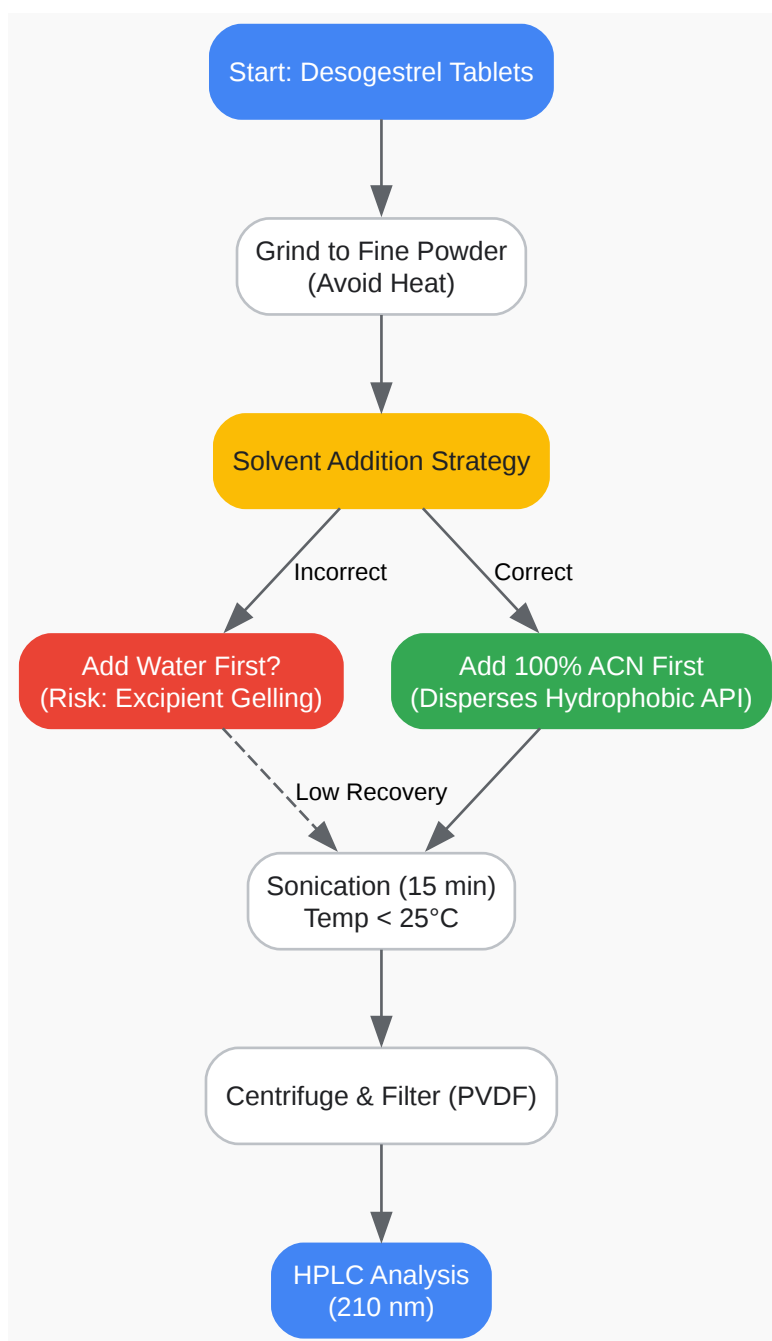 Start: Desogestrel Tablets
Grind to Fine Powder
(Avoid Heat)
Solvent Addition Strategy
Incorrect
Correct
Add Water First?
(Risk: Excipient Gelling)
Add 100% ACN First
(Disperses Hydrophobic API)
Low Recovery
Sonication (15 min)
Temp < 25°C
Centrifuge & Filter (PVDF)
HPLC Analysis
(210 nm)